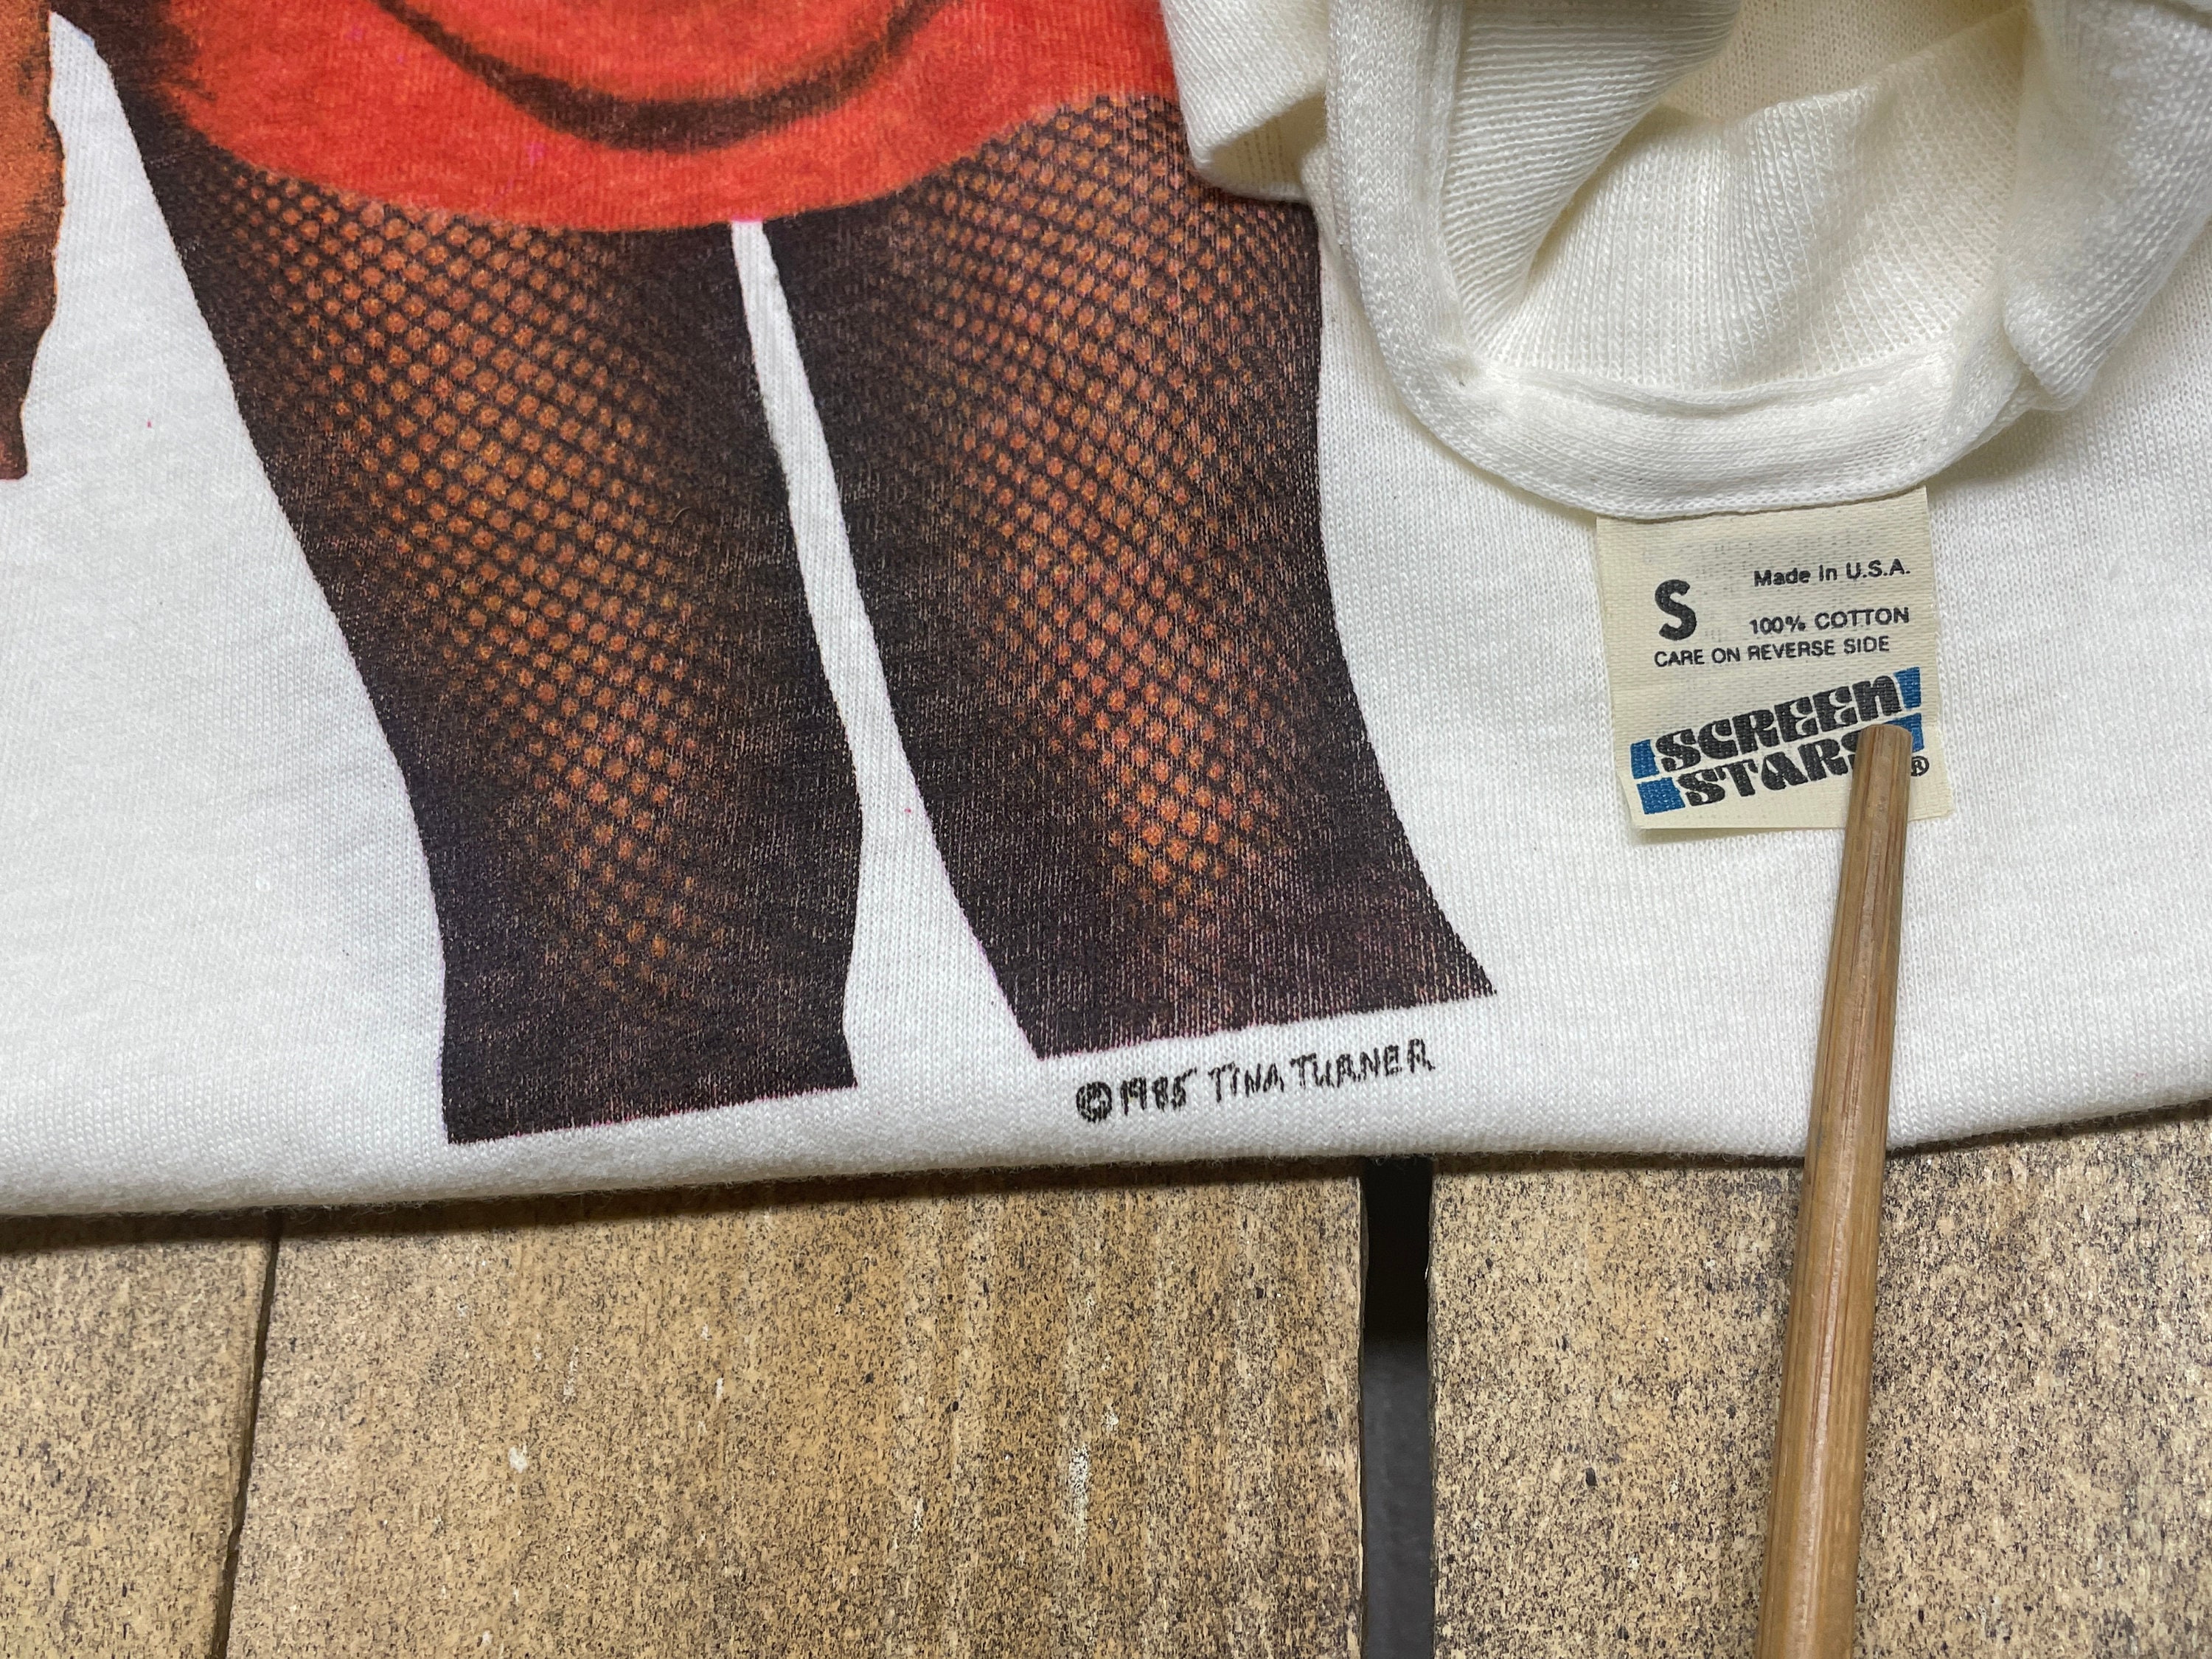 S
Made in U.S.A.
100% COTTON
CARE ON REVERSE SIDE
SCREEN
STARS ®
© 1985 TINA TURNER